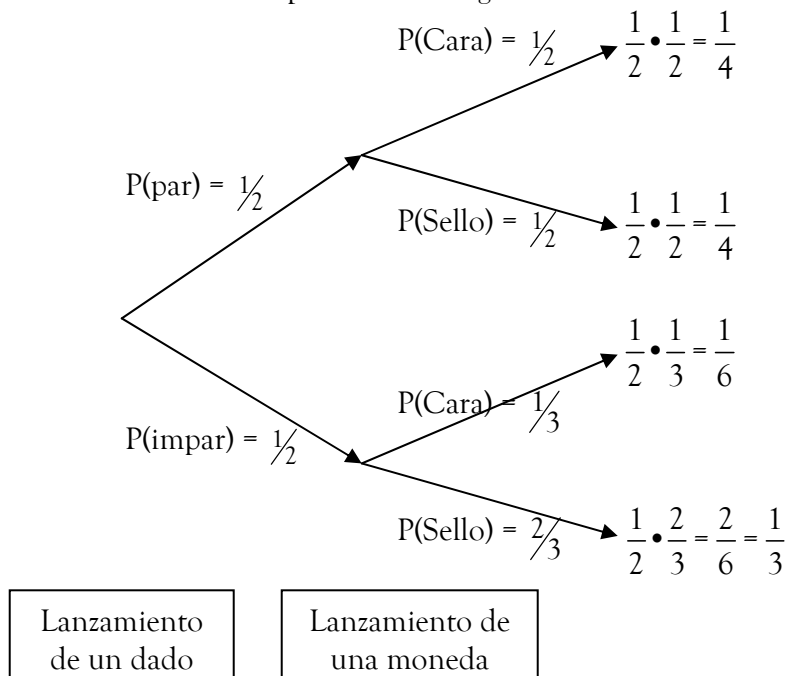 P(Cara) = 1/2
1/2 • 1/2 = 1/4
P(par) = 1/2
P(Sello) = 1/2
1/2 • 1/2 = 1/4
1/2 • 1/3 = 1/6
P(Cara) = 1/3
P(impar) = 1/2
P(Sello) = 2/3
1/2 • 2/3 = 2/6 = 1/3
Lanzamiento
de un dado
Lanzamiento de
una moneda